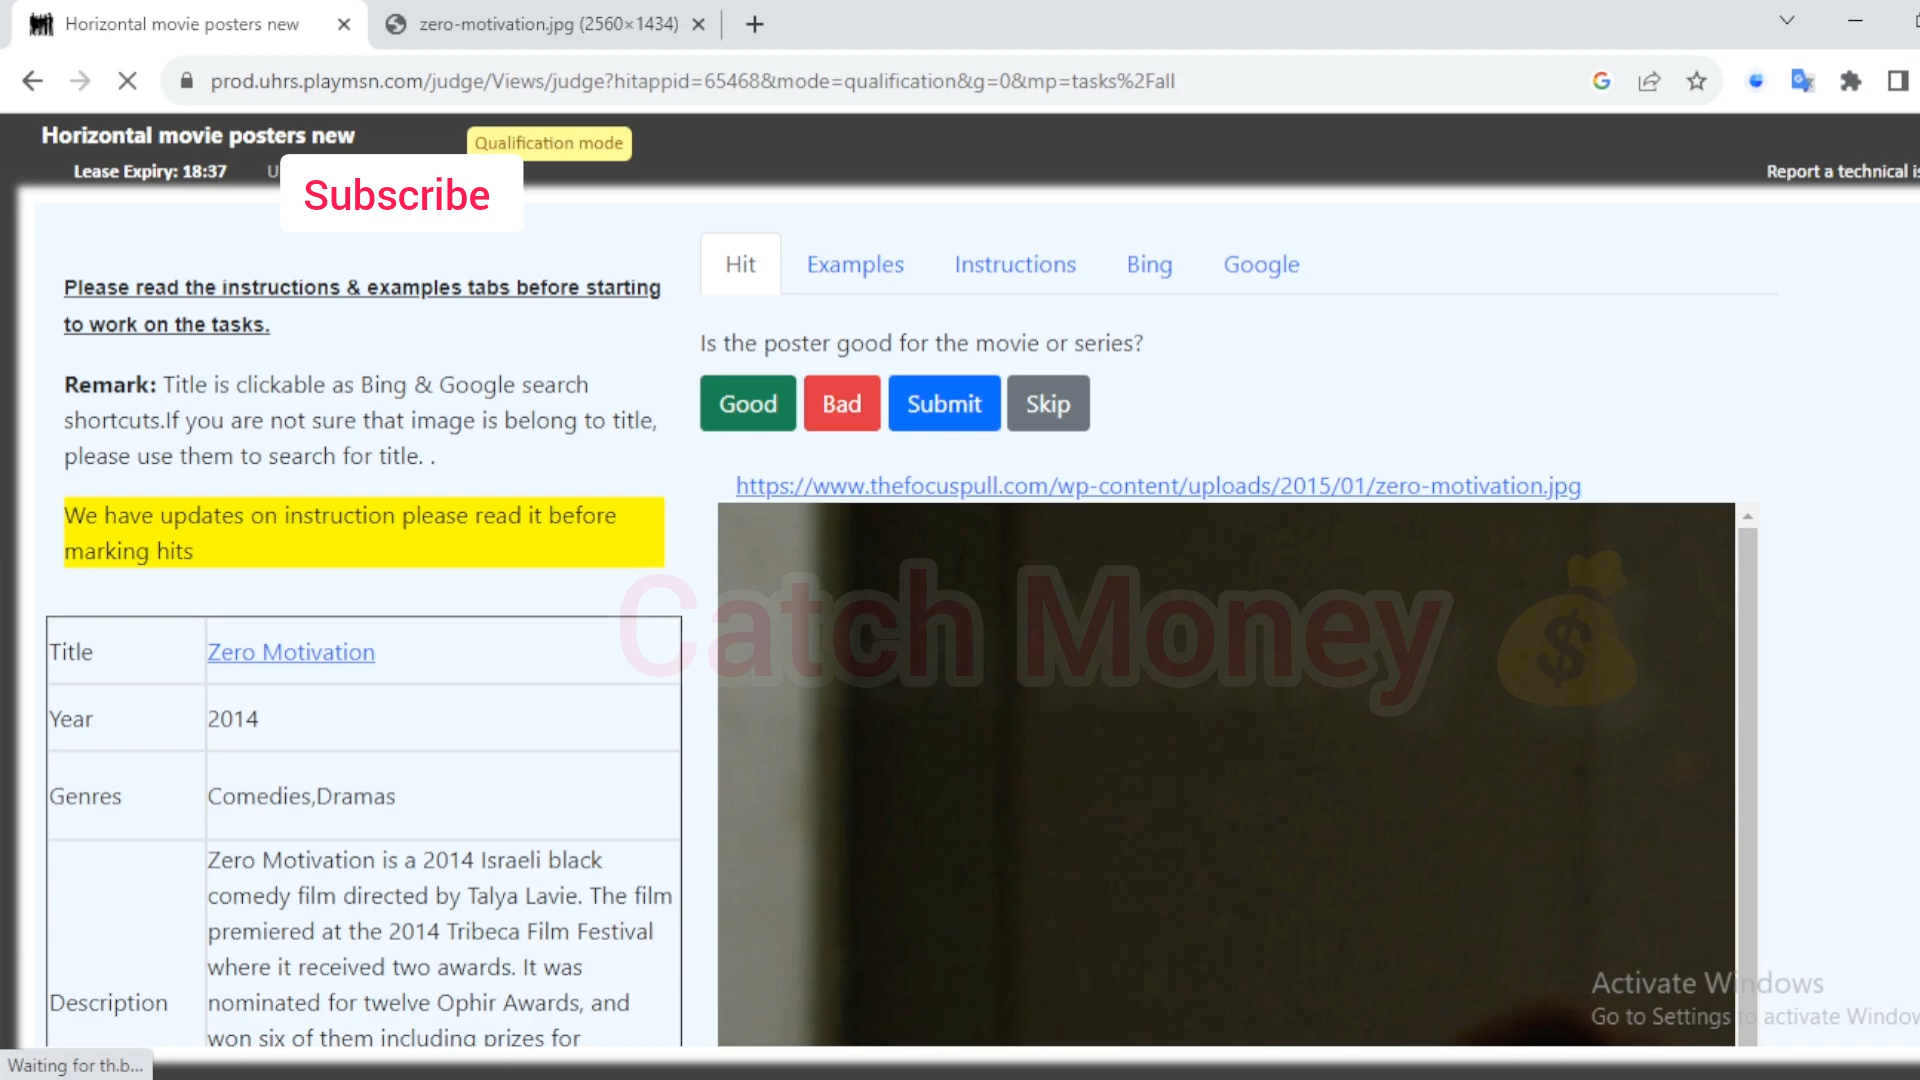 Horizontal movie posters new
zero-motivation.jpg (2560×1434)
prod.uhrs.playmsn.com/judge/Views/judge?hitappid=65468&mode=qualification&g=0&mp=tasks%2Fall
Horizontal movie posters new
Qualification mode
Lease Expiry: 18:37
U
Report a technical is
Subscribe
Hit
Examples
Instructions
Bing
Google
Please read the instructions & examples tabs before starting
to work on the tasks.
Remark: Title is clickable as Bing & Google search
shortcuts.If you are not sure that image is belong to title,
please use them to search for title. .
We have updates on instruction please read it before
marking hits
Is the poster good for the movie or series?
Good
Bad
Submit
Skip
https://www.thefocuspull.com/wp-content/uploads/2015/01/zero-motivation.jpg
Catch Money
Title
Zero Motivation
Year
2014
Genres
Comedies,Dramas
Description
Zero Motivation is a 2014 Israeli black
comedy film directed by Talya Lavie. The film
premiered at the 2014 Tribeca Film Festival
where it received two awards. It was
nominated for twelve Ophir Awards, and
won six of them including prizes for
Activate Windows
Go to Settings to activate Window
Waiting for th.b...